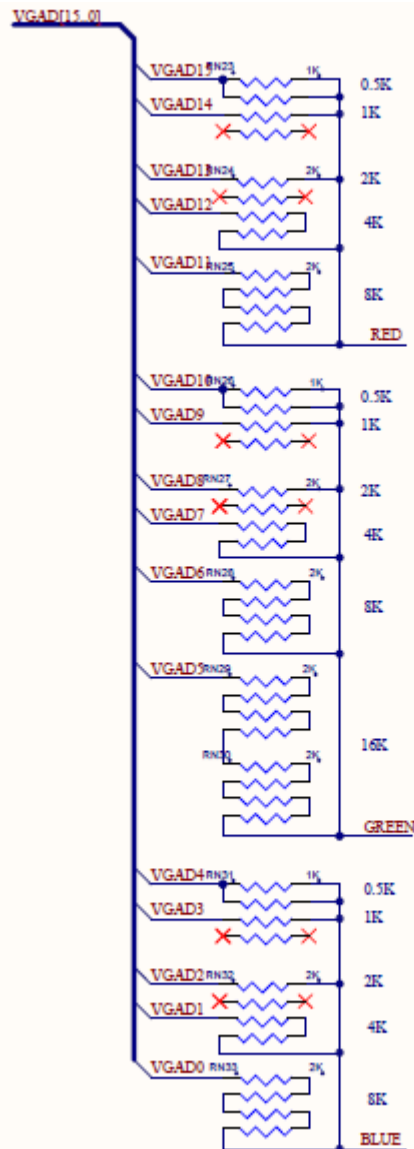 VGAD[15..0]
VGAD15 RN23 1K 0.5K
VGAD14 1K
VGAD13 RN24 2K 2K
VGAD12 4K
VGAD11 RN25 2K 8K
RED
VGAD10 RN26 1K 0.5K
VGAD9 1K
VGAD8 RN27 2K 2K
VGAD7 4K
VGAD6 RN28 2K 8K
VGAD5 RN29 2K
RN30 2K 16K
GREEN
VGAD4 RN31 1K 0.5K
VGAD3 1K
VGAD2 RN32 2K 2K
VGAD1 4K
VGAD0 RN33 2K 8K
BLUE